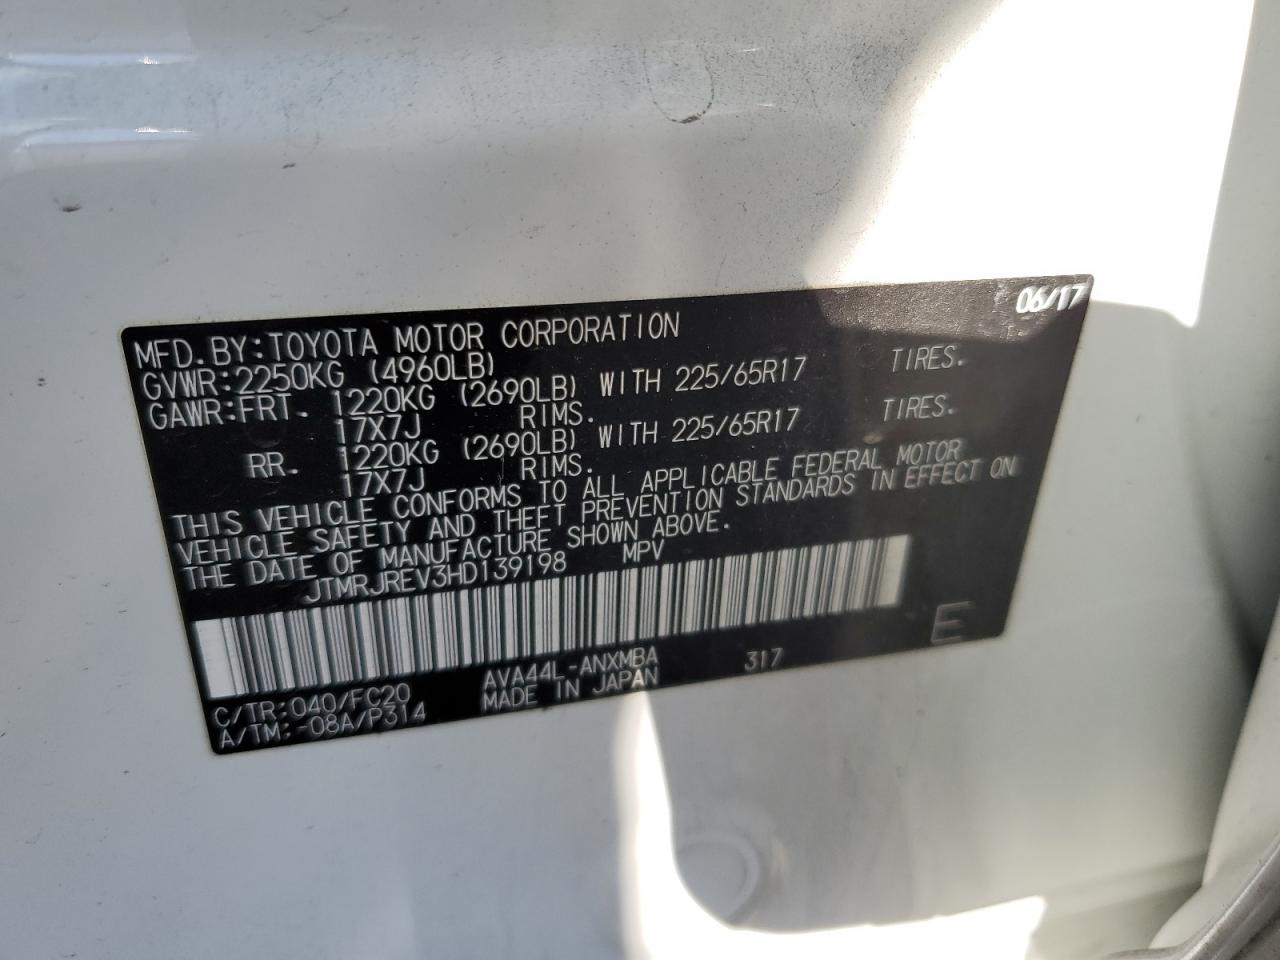 06/17
MFD.BY:TOYOTA MOTOR CORPORATION
GVWR:2250KG (4960LB)
GAWR:FRT. 1220KG (2690LB) WITH 225/65R17 TIRES.
17X7J RIMS.
RR. 1220KG (2690LB) WITH 225/65R17 TIRES.
17X7J RIMS.
THIS VEHICLE CONFORMS TO ALL APPLICABLE FEDERAL MOTOR
VEHICLE SAFETY AND THEFT PREVENTION STANDARDS IN EFFECT ON
THE DATE OF MANUFACTURE SHOWN ABOVE.
JTMRJREV3HD139198 MPV
C/TR:040/FC20 AVA44L-ANXMBA 317 E
A/TM:-08A/P314 MADE IN JAPAN